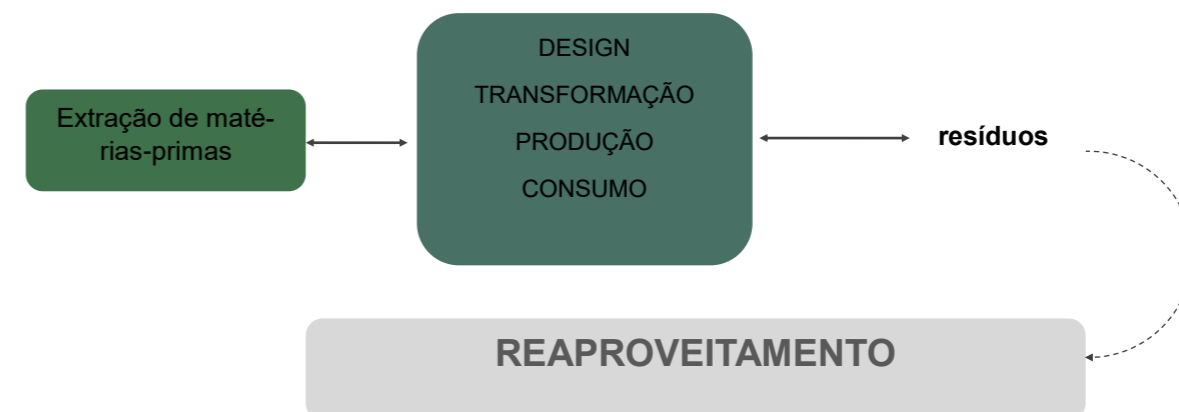 Extração de maté-
rias-primas
DESIGN
TRANSFORMAÇÃO
PRODUÇÃO
CONSUMO
resíduos
REAPROVEITAMENTO